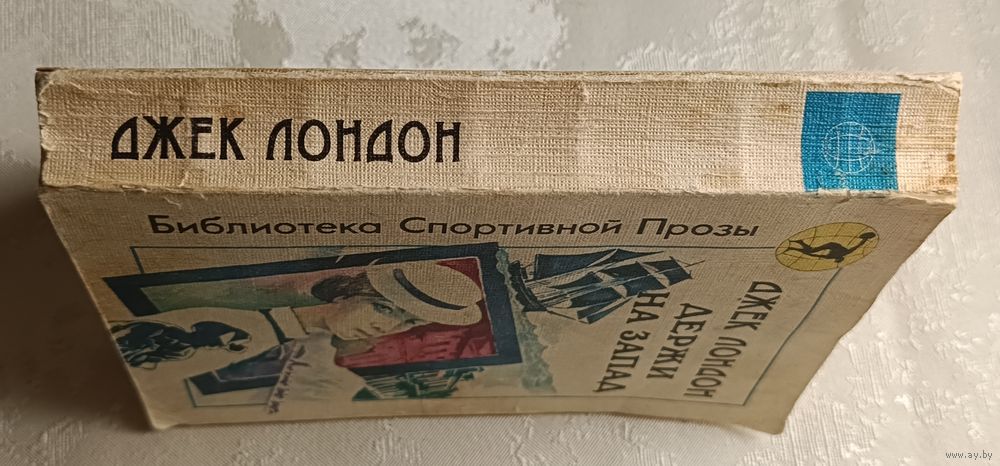 ДЖЕК ЛОНДОН
Библиотека Спортивной Прозы
ДЖЕК ЛОНДОН
ДЕРЖИ
НА ЗАПАД
www.ay.by